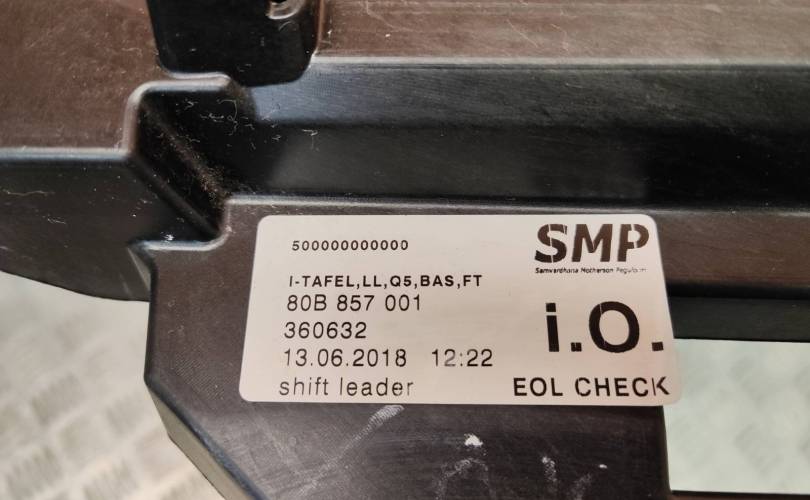 500000000000
SMP
Samvardhana Motherson Peguform
I-TAFEL,LL,Q5,BAS,FT
80B 857 001
i.O.
360632
13.06.2018 12:22
shift leader
EOL CHECK